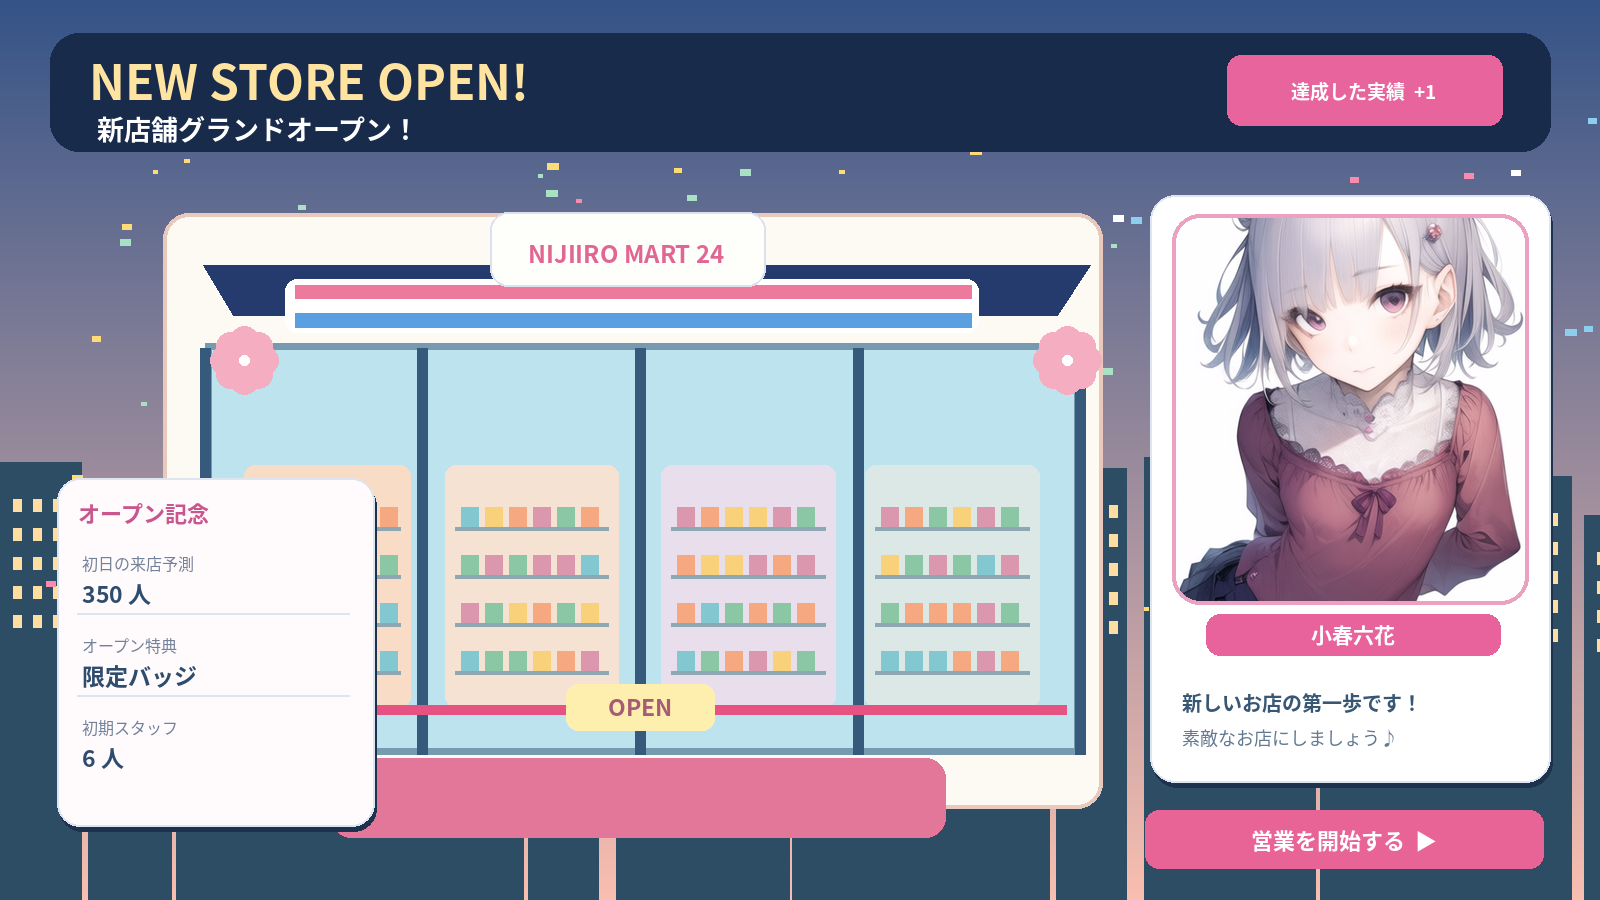 NEW STORE OPEN!
新店舗グランドオープン！
達成した実績 +1
NIJIIRO MART 24
オープン記念
初日の来店予測
350 人
オープン特典
限定バッジ
初期スタッフ
6 人
OPEN
小春六花
新しいお店の第一歩です！
素敵なお店にしましょう♪
営業を開始する ▶